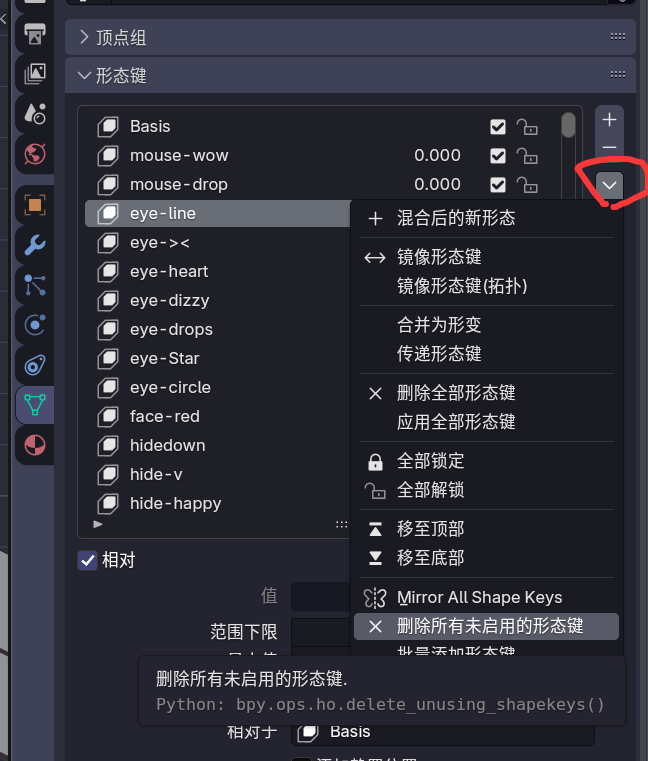 顶点组
形态键
Basis
mouse-wow 0.000
mouse-drop 0.000
eye-line
混合后的新形态
eye-><
镜像形态键
eye-heart
镜像形态键(拓扑)
eye-dizzy
eye-drops
合并为形变
eye-Star
传递形态键
eye-circle
删除全部形态键
face-red
应用全部形态键
hidedown
全部锁定
hide-v
全部解锁
hide-happy
移至顶部
相对
移至底部
值
Mirror All Shape Keys
范围下限
删除所有未启用的形态键
批量添加形态键
删除所有未启用的形态键.
Python: bpy.ops.ho.delete_unusing_shapekeys()
相对于 Basis